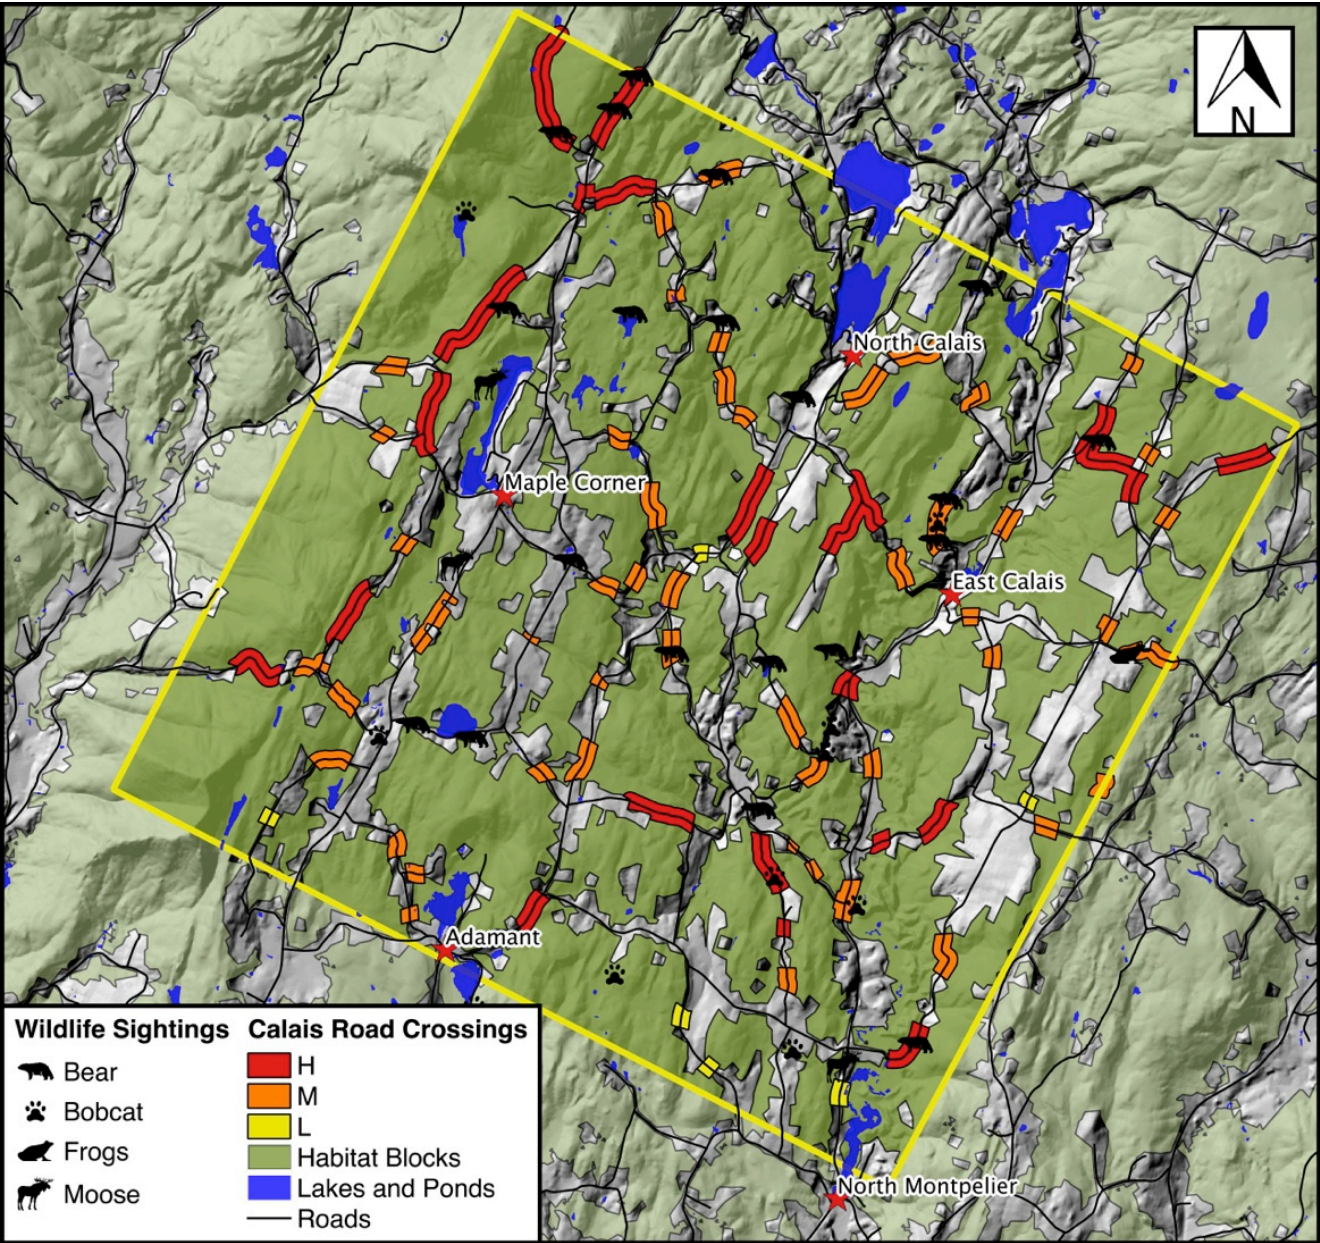 N
North Calais
Maple Corner
East Calais
Adamant
North Montpelier
Wildlife Sightings
Bear
Bobcat
Frogs
Moose
Calais Road Crossings
H
M
L
Habitat Blocks
Lakes and Ponds
Roads